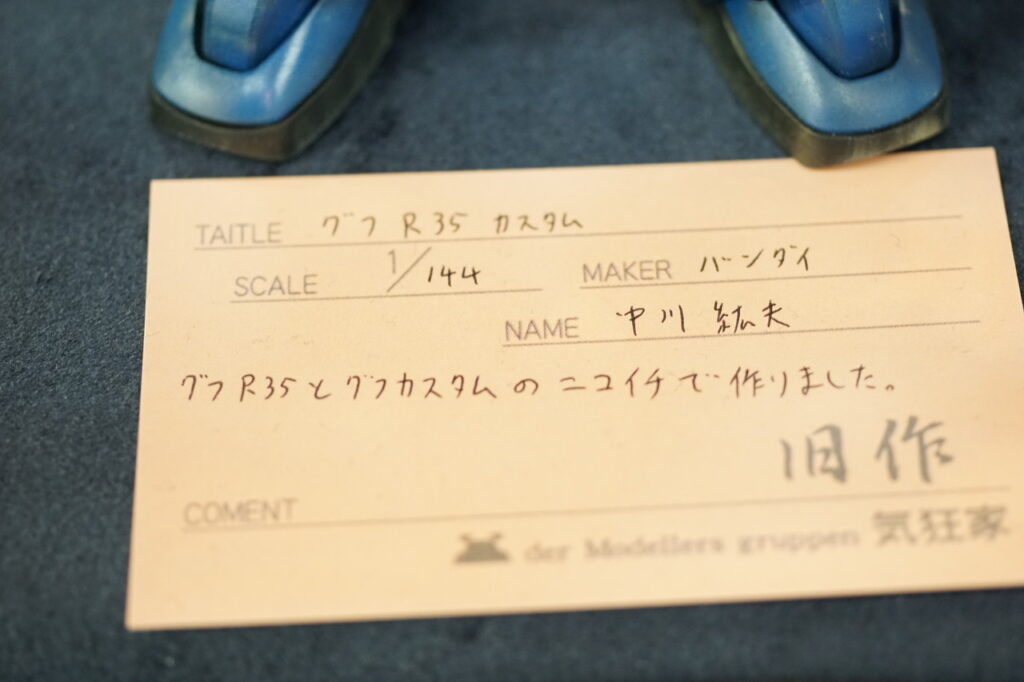 TAITLE グフ R35 カスタム
SCALE 1/144 MAKER バンダイ
NAME 中川 紘夫
グフR35とグフカスタムのニコイチで作りました。
旧作
COMENT
der Modellers gruppen 気狂家